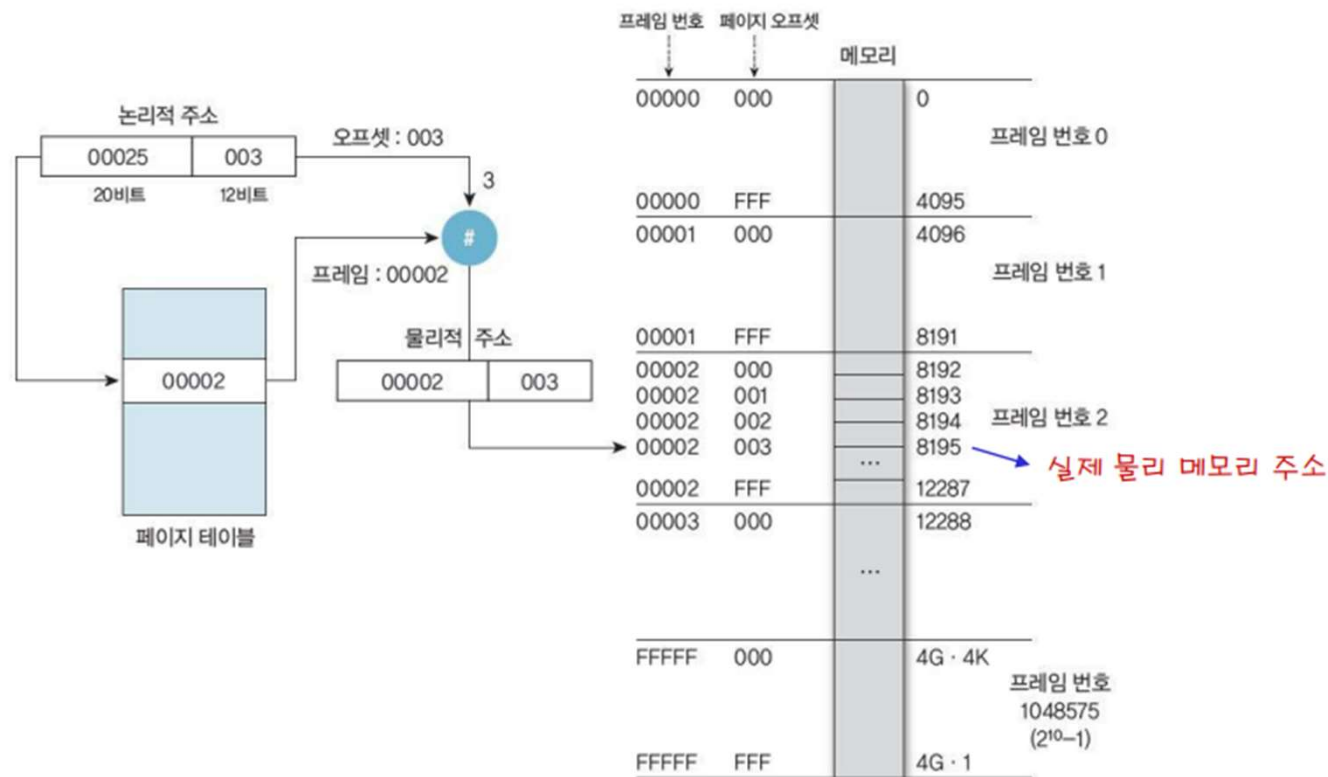 논리적 주소
00025 003
20비트 12비트
오프셋 : 003
3
#
프레임 : 00002
00002
페이지 테이블
물리적 주소
00002 003
프레임 번호 페이지 오프셋
메모리
00000 000 0
프레임 번호 0
00000 FFF 4095
00001 000 4096
프레임 번호 1
00001 FFF 8191
00002 000 8192
00002 001 8193
00002 002 8194
프레임 번호 2
00002 003 8195
실제 물리 메모리 주소
...
00002 FFF 12287
00003 000 12288
...
FFFFF 000 4G · 4K
프레임 번호
1048575
(2¹⁰–1)
FFFFF FFF 4G · 1